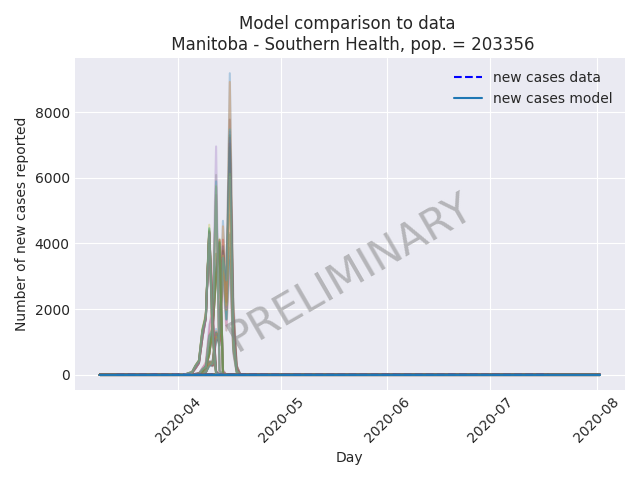 Model comparison to data
Manitoba - Southern Health, pop. = 203356
new cases data
new cases model
Number of new cases reported
8000
6000
4000
2000
0
PRELIMINARY
2020-04
2020-05
2020-06
2020-07
2020-08
Day